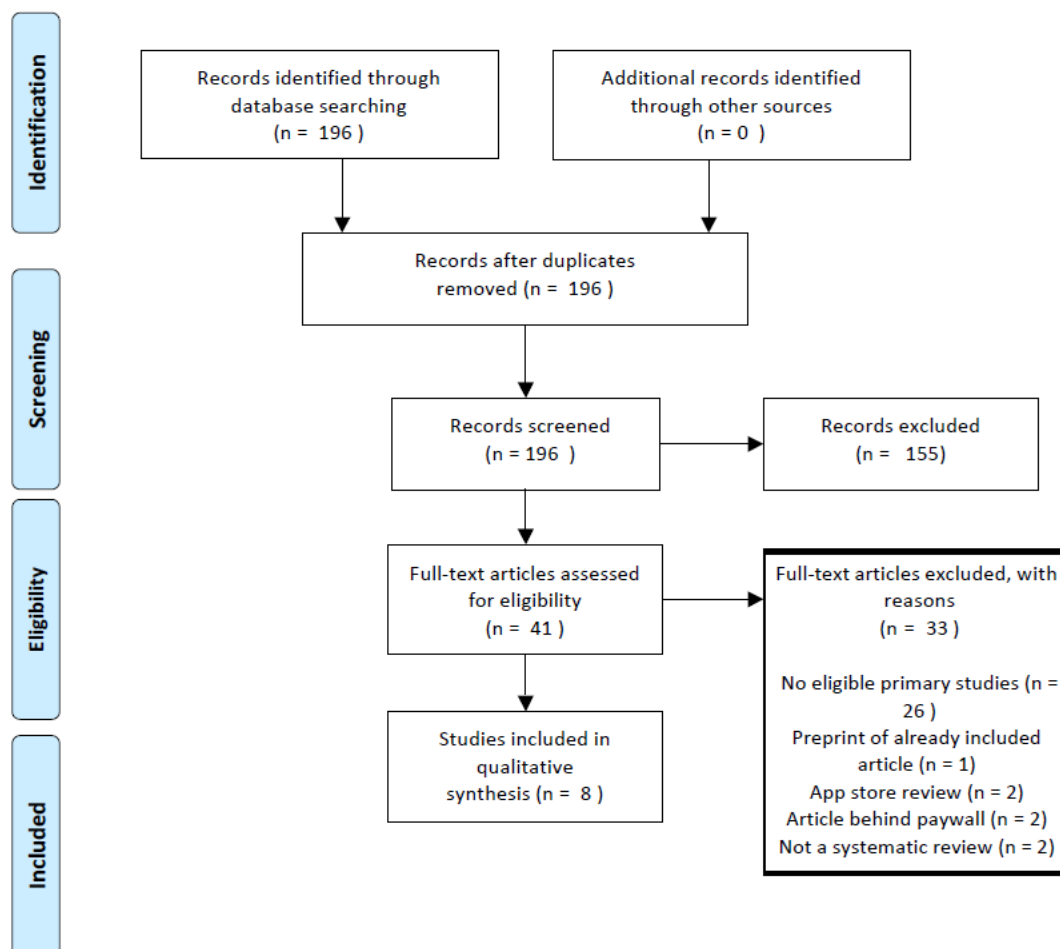 Identification
Records identified through
database searching
(n =  196 )
Additional records identified
through other sources
(n = 0  )
Records after duplicates
removed (n =  196 )
Screening
Records screened
(n = 196  )
Records excluded
(n =   155)
Eligibility
Full-text articles assessed
for eligibility
(n =  41 )
Full-text articles excluded, with
reasons
(n =  33 )
No eligible primary studies (n =
26 )
Preprint of already included
article (n = 1)
App store review (n = 2)
Article behind paywall (n = 2)
Not a systematic review (n = 2)
Included
Studies included in
qualitative
synthesis (n =  8 )